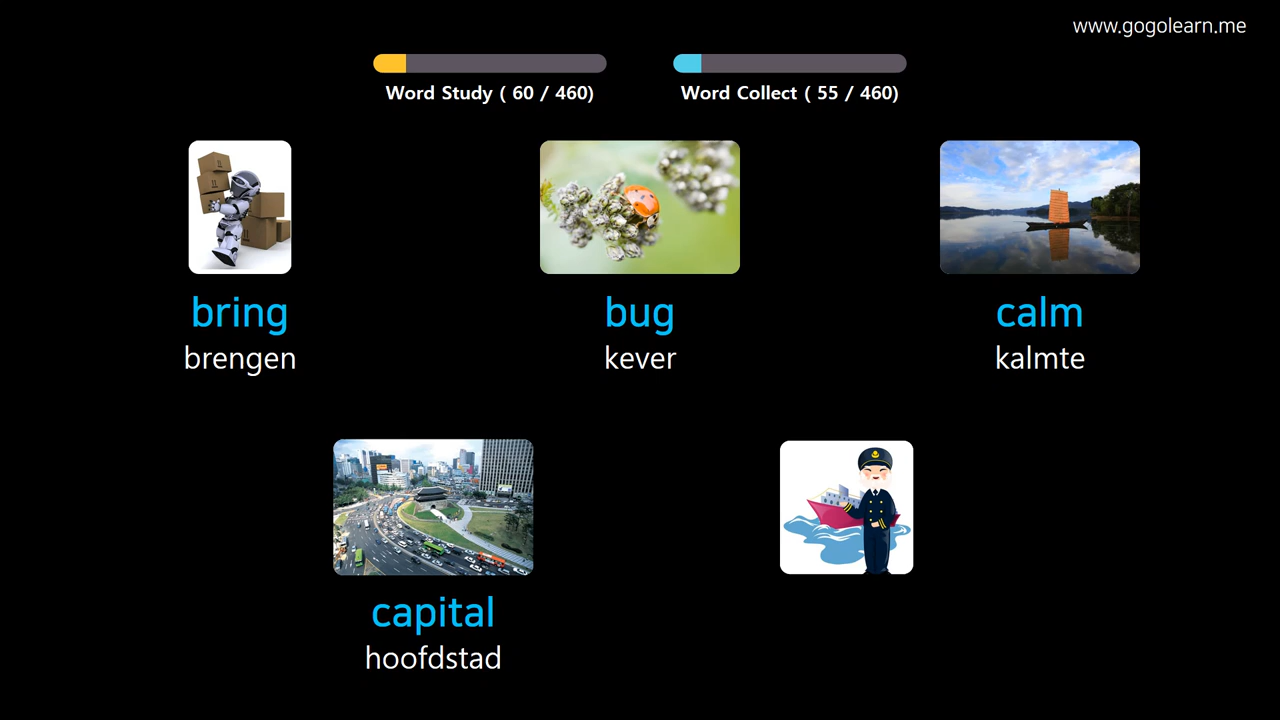 www.gogolearn.me
Word Study ( 60 / 460)
Word Collect ( 55 / 460)
bring
brengen
bug
kever
calm
kalmte
capital
hoofdstad